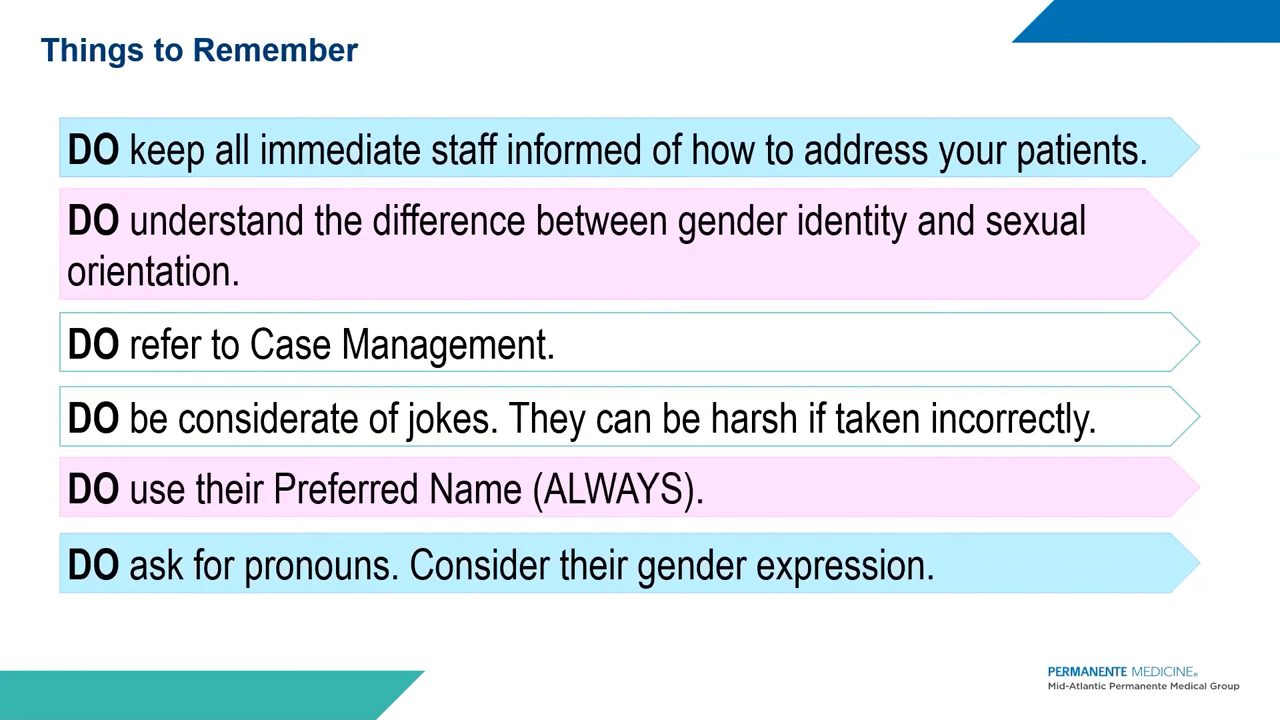 Things to Remember
DO keep all immediate staff informed of how to address your patients.
DO understand the difference between gender identity and sexual
orientation.
DO refer to Case Management.
DO be considerate of jokes. They can be harsh if taken incorrectly.
DO use their Preferred Name (ALWAYS).
DO ask for pronouns. Consider their gender expression.
PERMANENTE MEDICINE®
Mid-Atlantic Permanente Medical Group